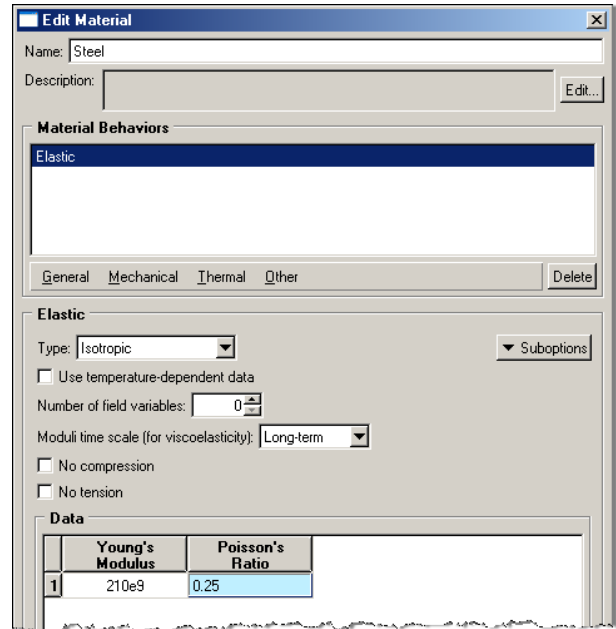 Edit Material
Name: Steel
Description:
Edit...
Material Behaviors
Elastic
General Mechanical Thermal Other Delete
Elastic
Type: Isotropic Suboptions
Use temperature-dependent data
Number of field variables: 0
Moduli time scale (for viscoelasticity): Long-term
No compression
No tension
Data
Young's Poisson's
Modulus Ratio
1 210e9 0.25